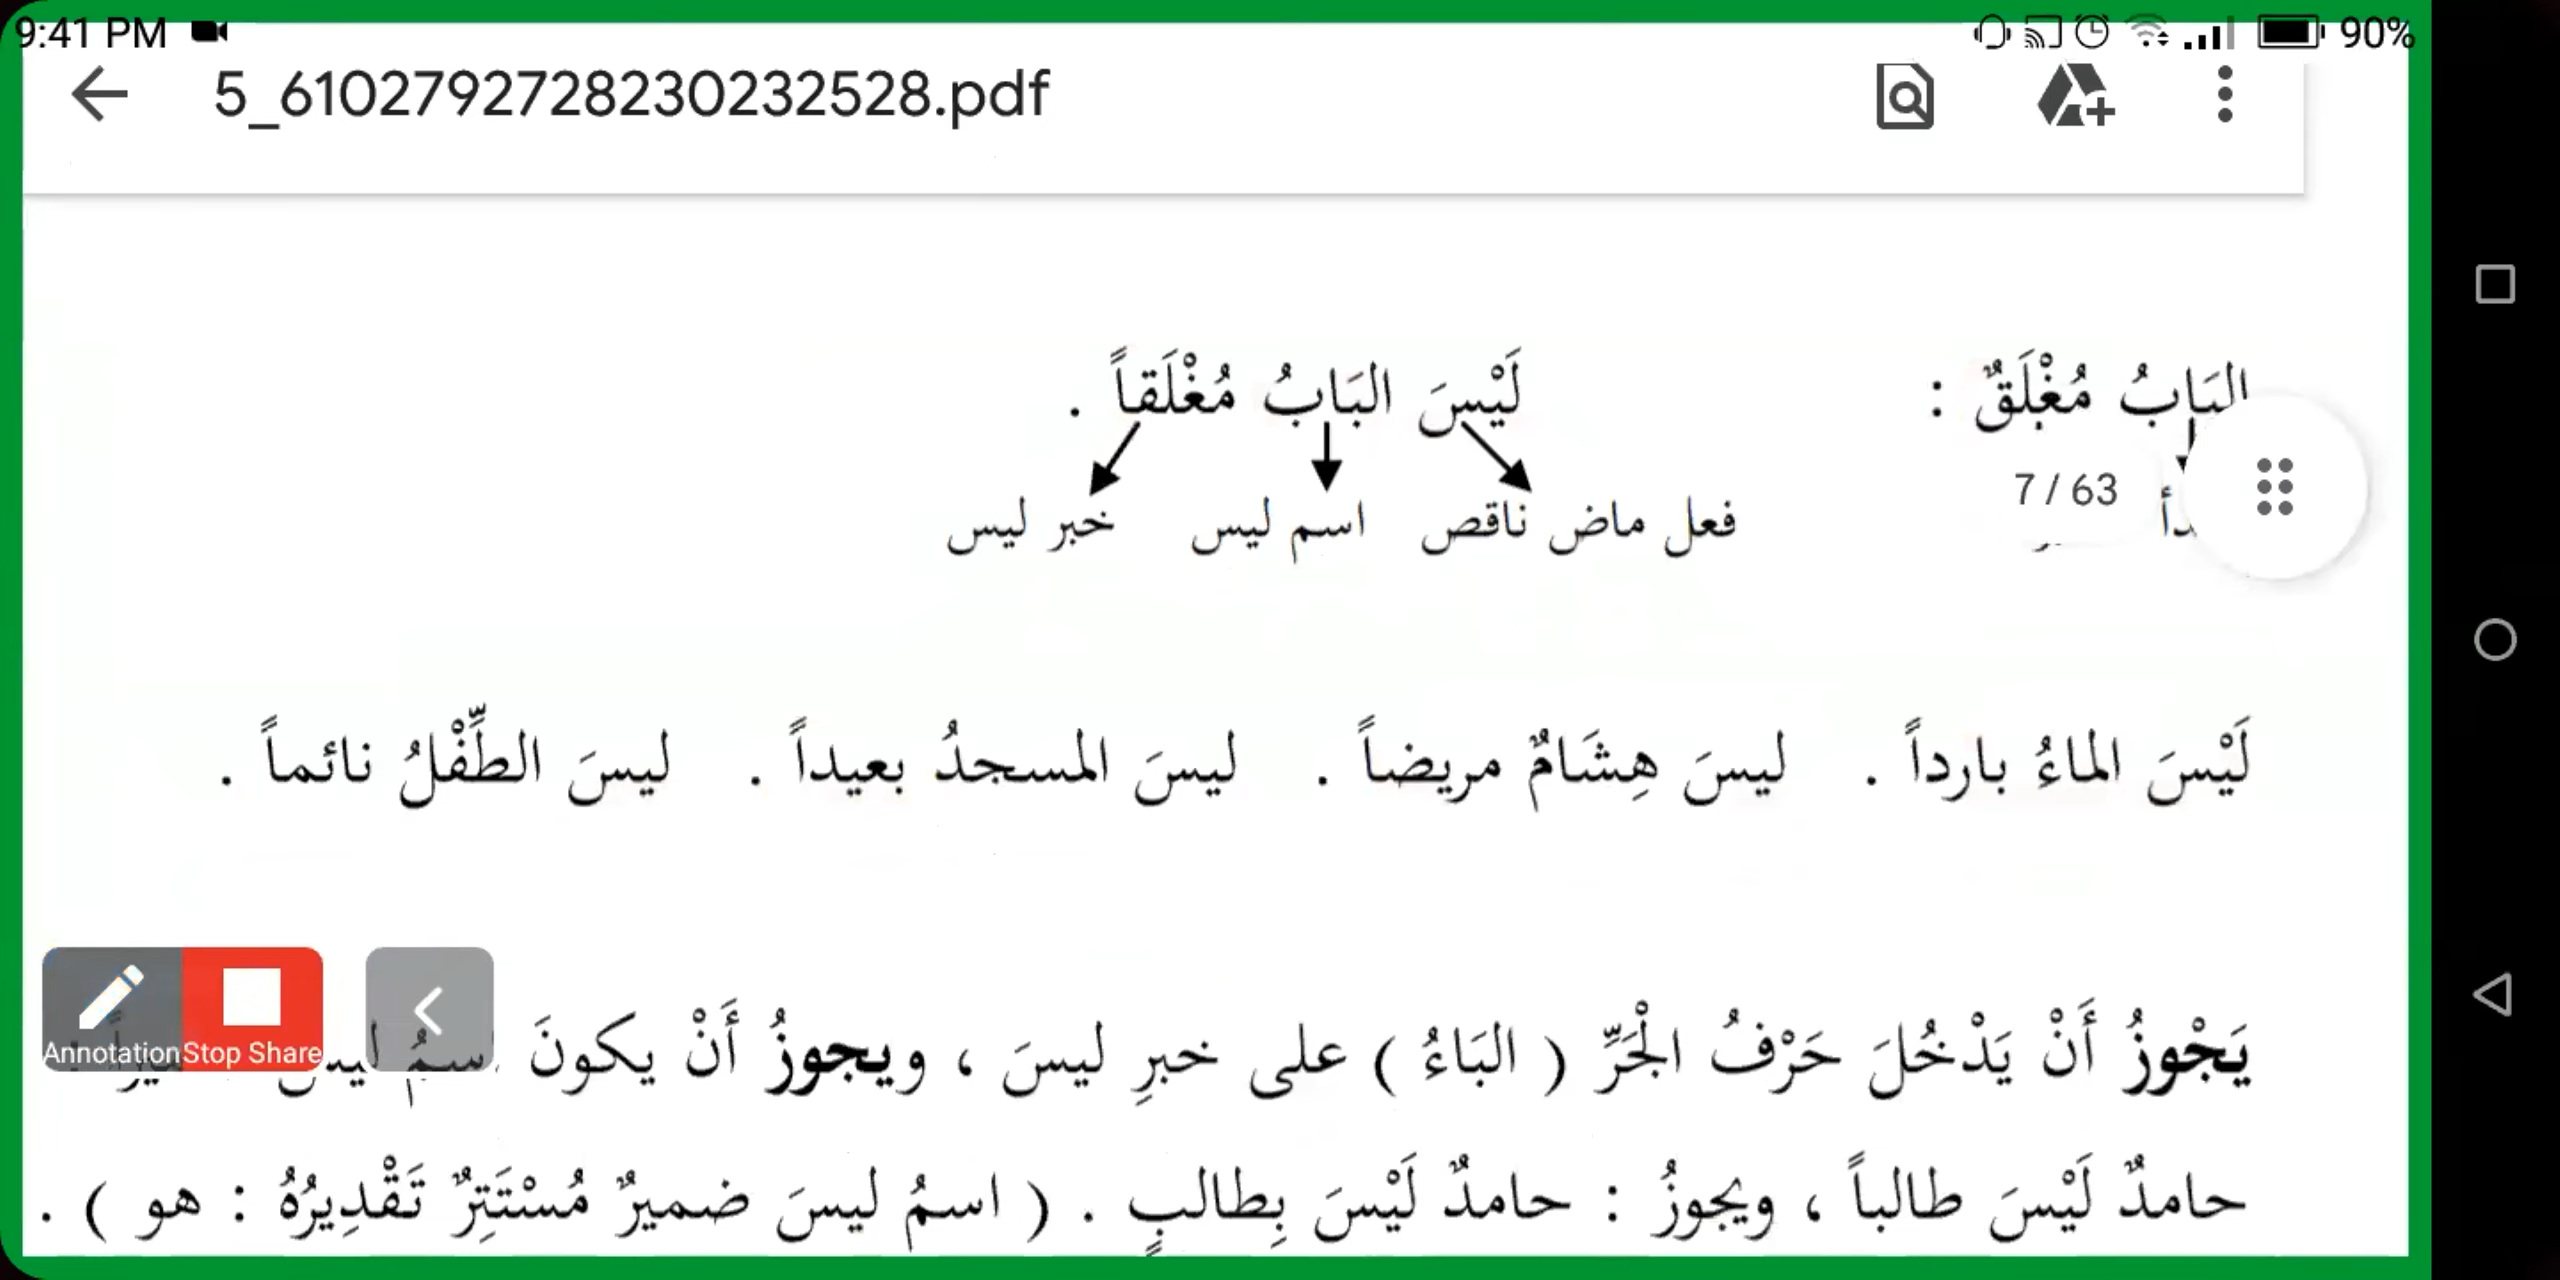 9:41 PM 90%
5_6102792728230232528.pdf
البَابُ مُغْلَقٌ : لَيْسَ البَابُ مُغْلَقاً .
7 / 63
فعل ماض ناقص اسم ليس خبر ليس
لَيْسَ الماءُ بارداً . ليسَ هِشَامٌ مريضاً . ليسَ المسجدُ بعيداً . ليسَ الطِّفْلُ نائماً .
يَجْوزُ أَنْ يَدْخُلَ حَرْفُ الْجَرِّ ( البَاءُ ) على خبرِ ليسَ ، ويجوزُ أَنْ يكونَ
Annotation Stop Share
حامدٌ لَيْسَ طالباً ، ويجوزُ : حامدٌ لَيْسَ بِطالبٍ . ( اسمُ ليسَ ضميرٌ مُسْتَتِرٌ تَقْدِيرُهُ : هو ) .